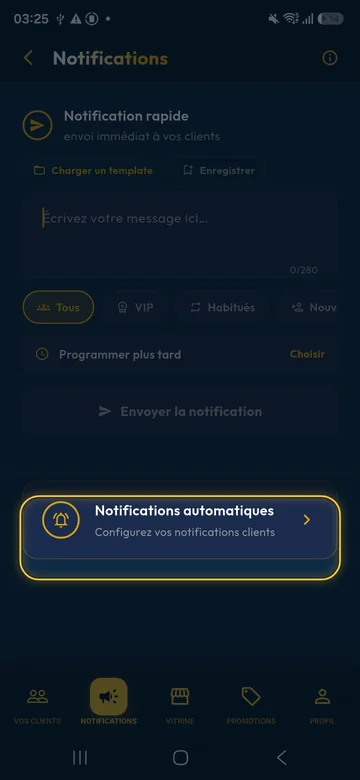 03:25
Notifications
Notification rapide
envoi immédiat à vos clients
Charger un template
Enregistrer
Écrivez votre message ici...
0/280
Tous
VIP
Habitués
Nouv
Programmer plus tard
Choisir
Envoyer la notification
Notifications automatiques
Configurez vos notifications clients
VOS CLIENTS
NOTIFICATIONS
VITRINE
PROMOTIONS
PROFIL